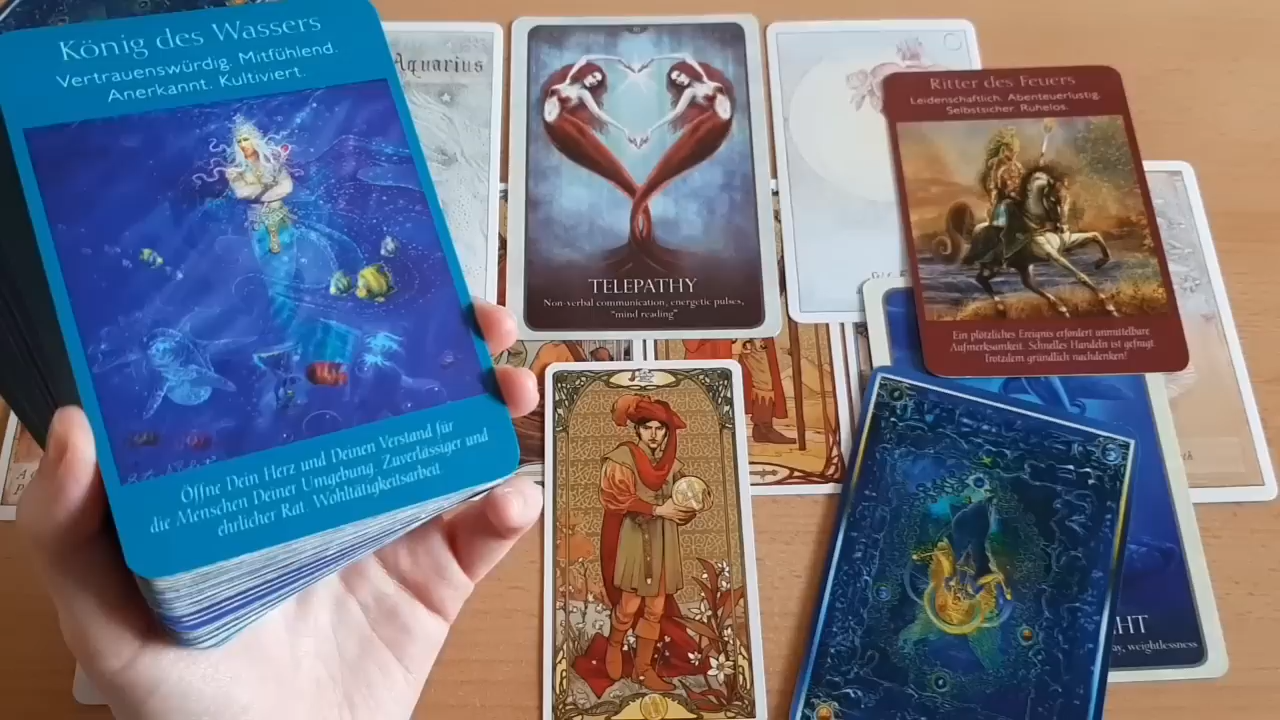 König des Wassers
Vertrauenswürdig. Mitfühlend.
Anerkannt. Kultiviert.
Öffne Dein Herz und Deinen Verstand für
die Menschen Deiner Umgebung. Zuverlässiger und
ehrlicher Rat. Wohltätigkeitsarbeit.
Aquarius
TELEPATHY
Non-verbal communication, energetic pulses,
"mind reading"
Ritter des Feuers
Leidenschaftlich. Abenteuerlustig.
Selbstsicher. Ruhelos.
Ein plötzliches Ereignis erfordert unmittelbare
Aufmerksamkeit. Schnelles Handeln ist gefragt.
Trotzdem gründlich nachdenken!
HT
weightlessness